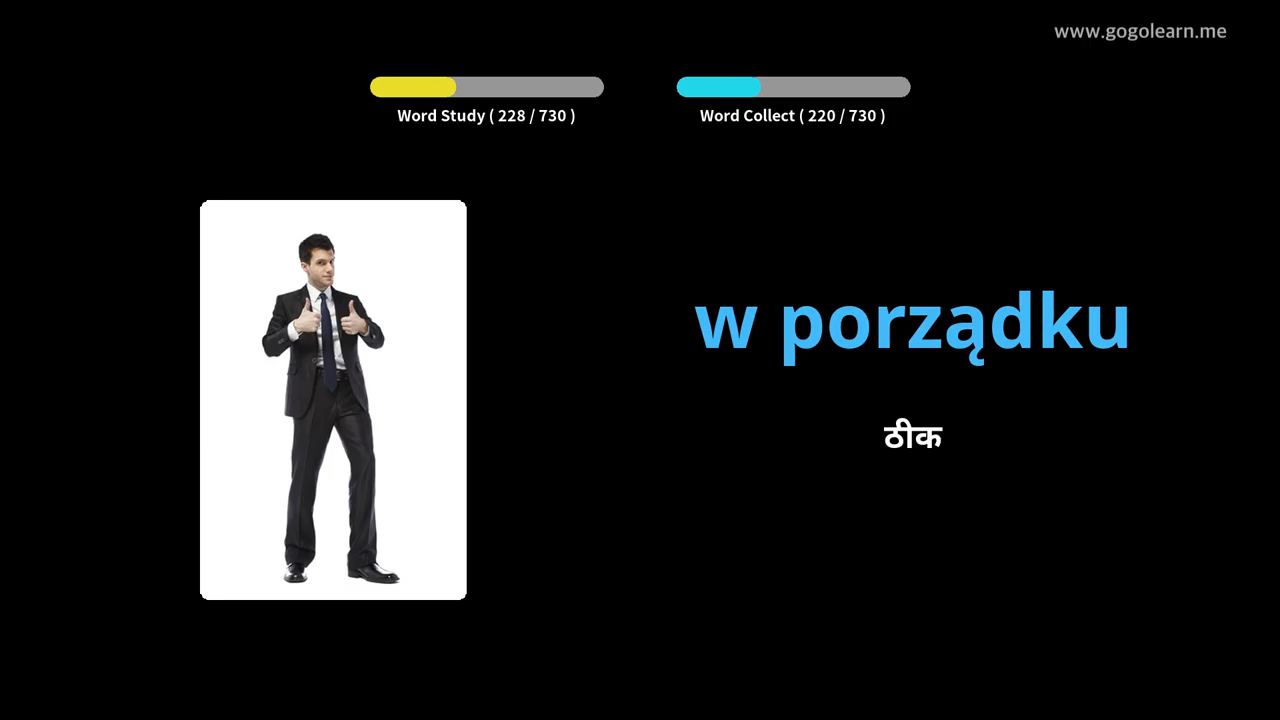 www.gogolearn.me
Word Study ( 228 / 730 )
Word Collect ( 220 / 730 )
w porządku
ठीक